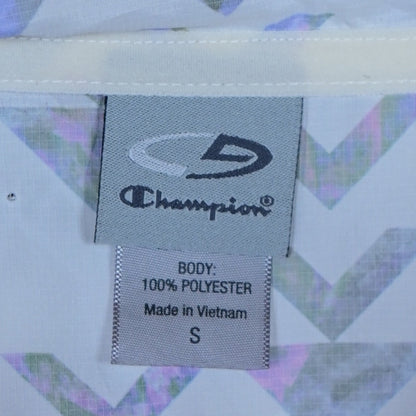 Champion®
BODY:
100% POLYESTER
Made in Vietnam
S